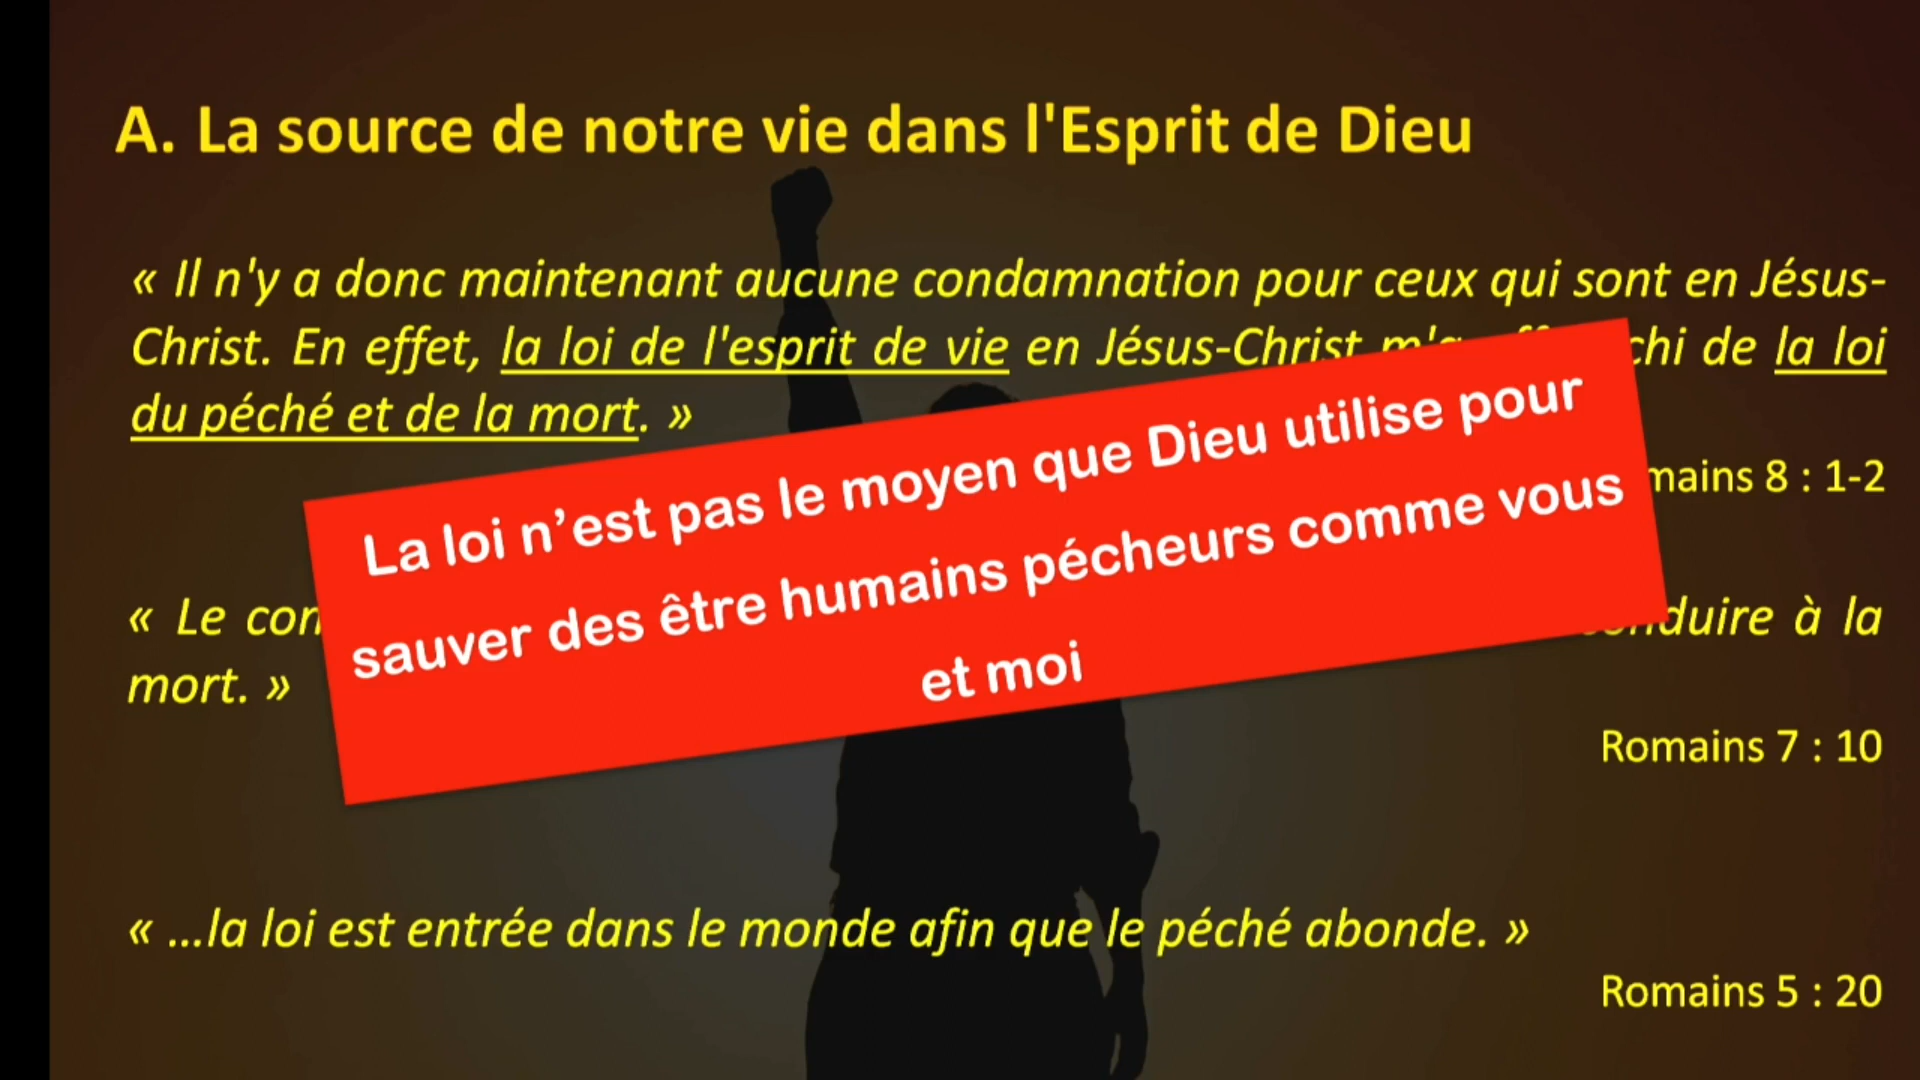 A. La source de notre vie dans l'Esprit de Dieu
« Il n'y a donc maintenant aucune condamnation pour ceux qui sont en Jésus-
Christ. En effet, la loi de l'esprit de vie en Jésus-Christ de la loi
du péché et de la mort. »
8 : 1-2
La loi n’est pas le moyen que Dieu utilise pour
sauver des être humains pécheurs comme vous
et moi
« Le à la
mort. »
Romains 7 : 10
« ...la loi est entrée dans le monde afin que le péché abonde. »
Romains 5 : 20